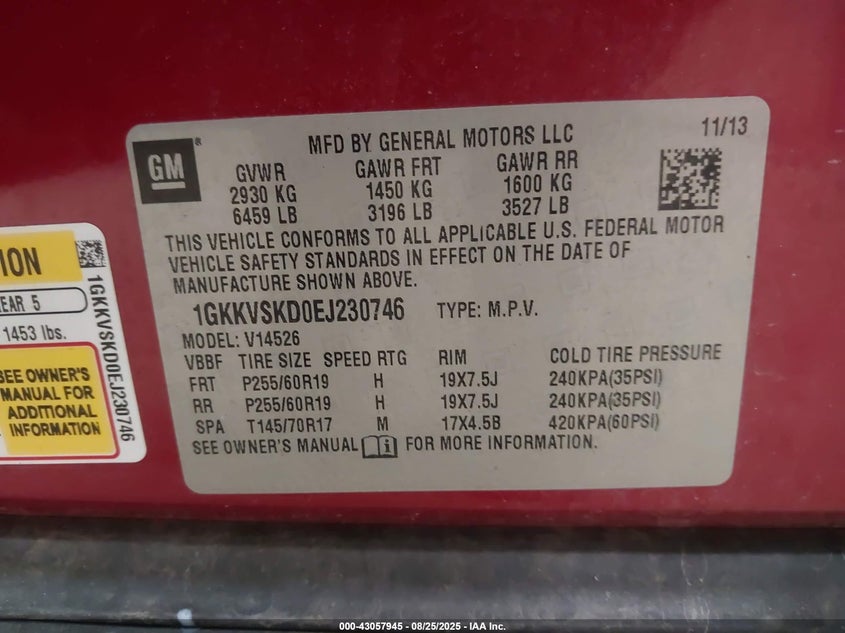 GM ®
MFD BY GENERAL MOTORS LLC 11/13
GVWR GAWR FRT GAWR RR
2930 KG 1450 KG 1600 KG
6459 LB 3196 LB 3527 LB
THIS VEHICLE CONFORMS TO ALL APPLICABLE U.S. FEDERAL MOTOR
VEHICLE SAFETY STANDARDS IN EFFECT ON THE DATE OF
MANUFACTURE SHOWN ABOVE.
1GKKVSKD0EJ230746 TYPE: M.P.V.
MODEL: V14526
VBBF TIRE SIZE SPEED RTG RIM COLD TIRE PRESSURE
FRT P255/60R19 H 19X7.5J 240KPA(35PSI)
RR P255/60R19 H 19X7.5J 240KPA(35PSI)
SPA T145/70R17 M 17X4.5B 420KPA(60PSI)
SEE OWNER'S MANUAL FOR MORE INFORMATION.
5
1453 lbs.
SEE OWNER'S
MANUAL FOR
ADDITIONAL
INFORMATION
1GKKVSKD0EJ230746
000-43057945 - 08/25/2025 - IAA Inc.